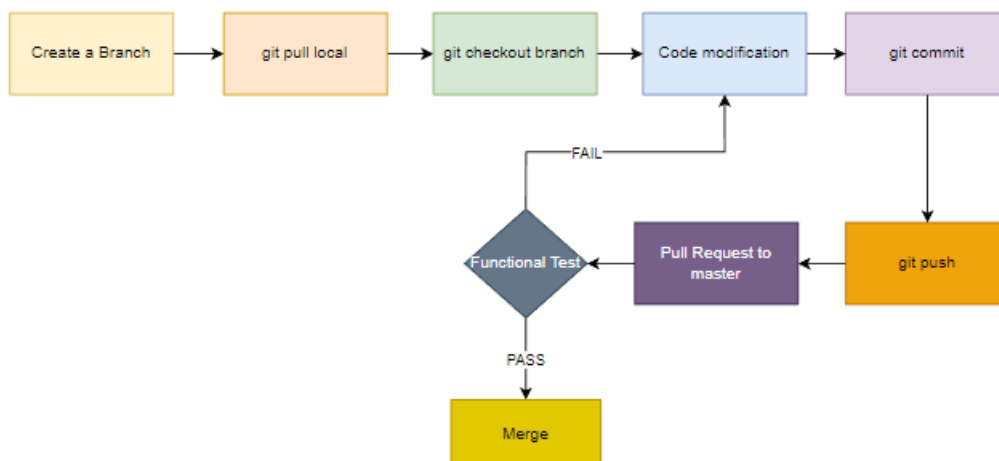 Create a Branch
git pull local
git checkout branch
Code modification
git commit
FAIL
Functional Test
Pull Request to
master
git push
PASS
Merge